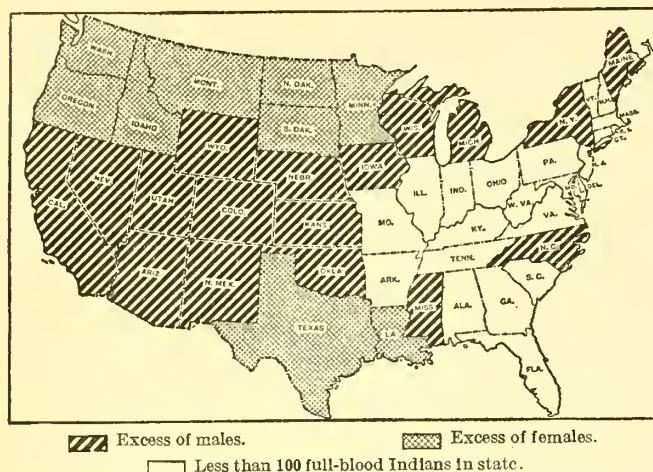 WASH.
MONT.
N. DAK.
MINN.
OREGON
IDAHO
S. DAK.
WYO.
WIS.
MICH
N.Y.
VT.
N.H.
MAINE
MASS.
R.I.
CT.
NEV.
UTAH
COLO.
NEBR.
IOWA
ILL.
IND.
OHIO
PA.
N.J.
DEL.
MD.
CAL.
KANS.
MO.
KY.
W. VA.
VA.
ARIZ.
N. MEX.
OKLA.
ARK.
TENN.
N.C.
S.C.
TEXAS
LA.
MISS
ALA.
GA.
FLA.
Excess of males.
Excess of females.
Less than 100 full-blood Indians in state.